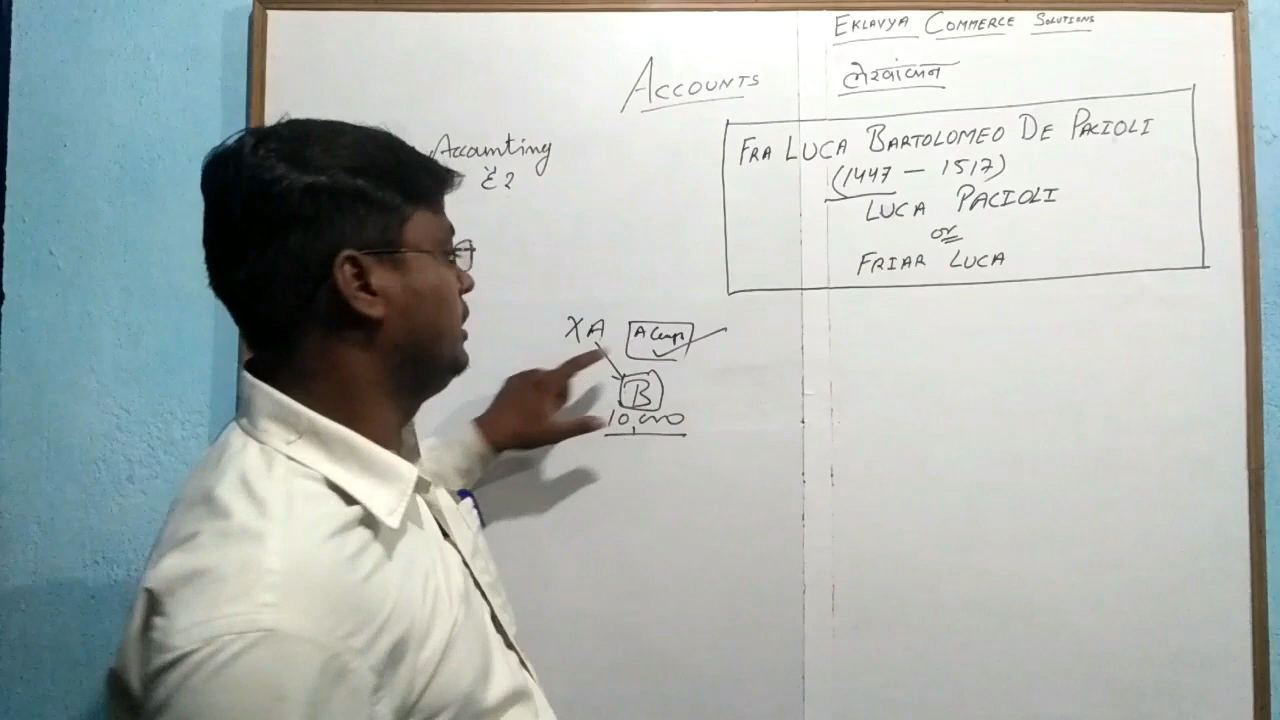 EKLAVYA COMMERCE SOLUTIONS
ACCOUNTS
लेखांकन
FRA LUCA BARTOLOMEO DE PACIOLI
(1447 – 1517)
LUCA PACIOLI
or
FRIAR LUCA
Accounting
X A
A
B
10,000